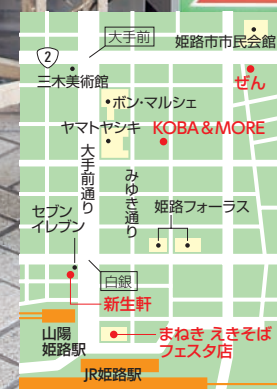 大手前
姫路市市民会館
2
三木美術館
ぜん
ボン・マルシェ
ヤマトヤシキ
KOBA&MORE
大手前通り
みゆき通り
セブン
イレブン
姫路フォーラス
白銀
新生軒
山陽
姫路駅
まねき えきそば
フェスタ店
JR姫路駅